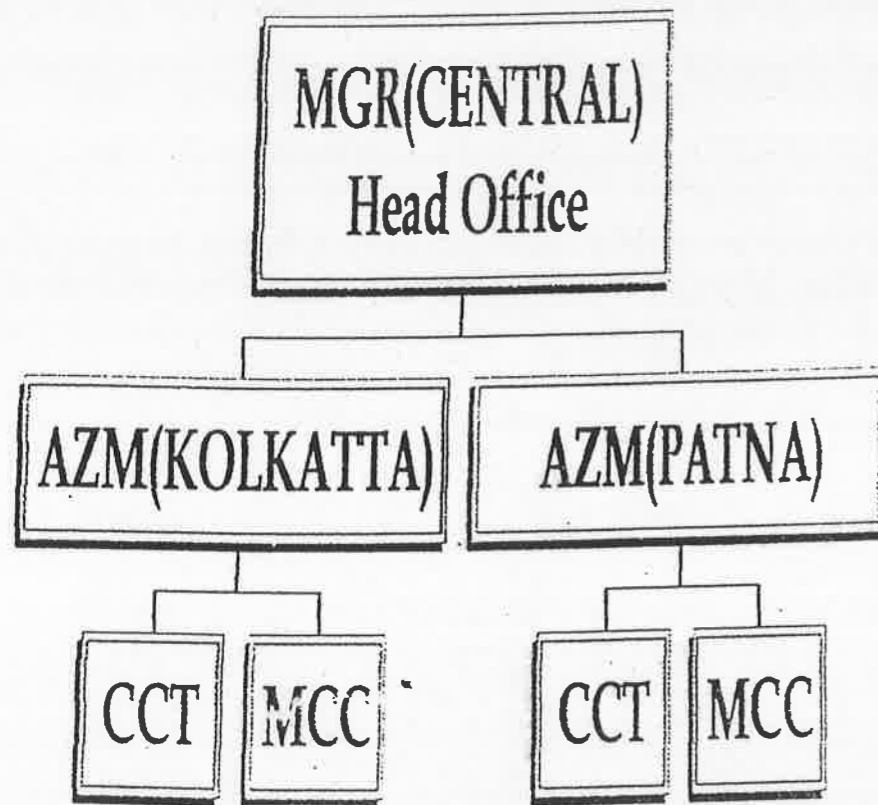 MGR(CENTRAL)
Head Office
AZM(KOLKATTA)
AZM(PATNA)
CCT
MCC
CCT
MCC